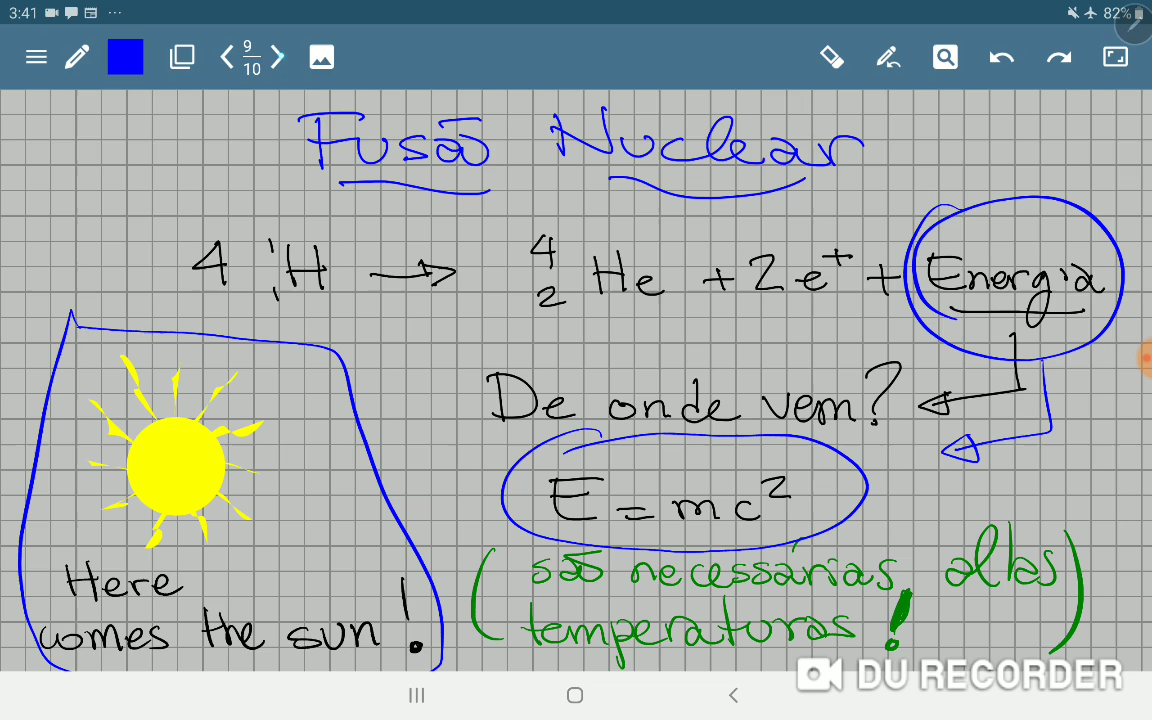 3:41 82%
9
10
Fusão Nuclear
4 ¹₁H → ⁴₂He + 2e⁺ + Energia
De onde vem?
E = mc²
(são necessárias altas
temperaturas!)
Here
comes the sun!
DU RECORDER